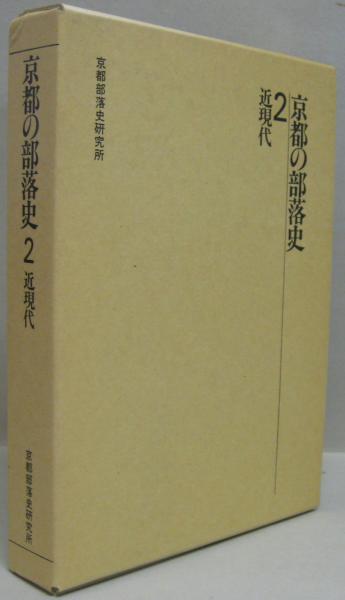 京都の部落史
2
近現代
京都部落史研究所
京都の部落史 2 近現代
京都部落史研究所